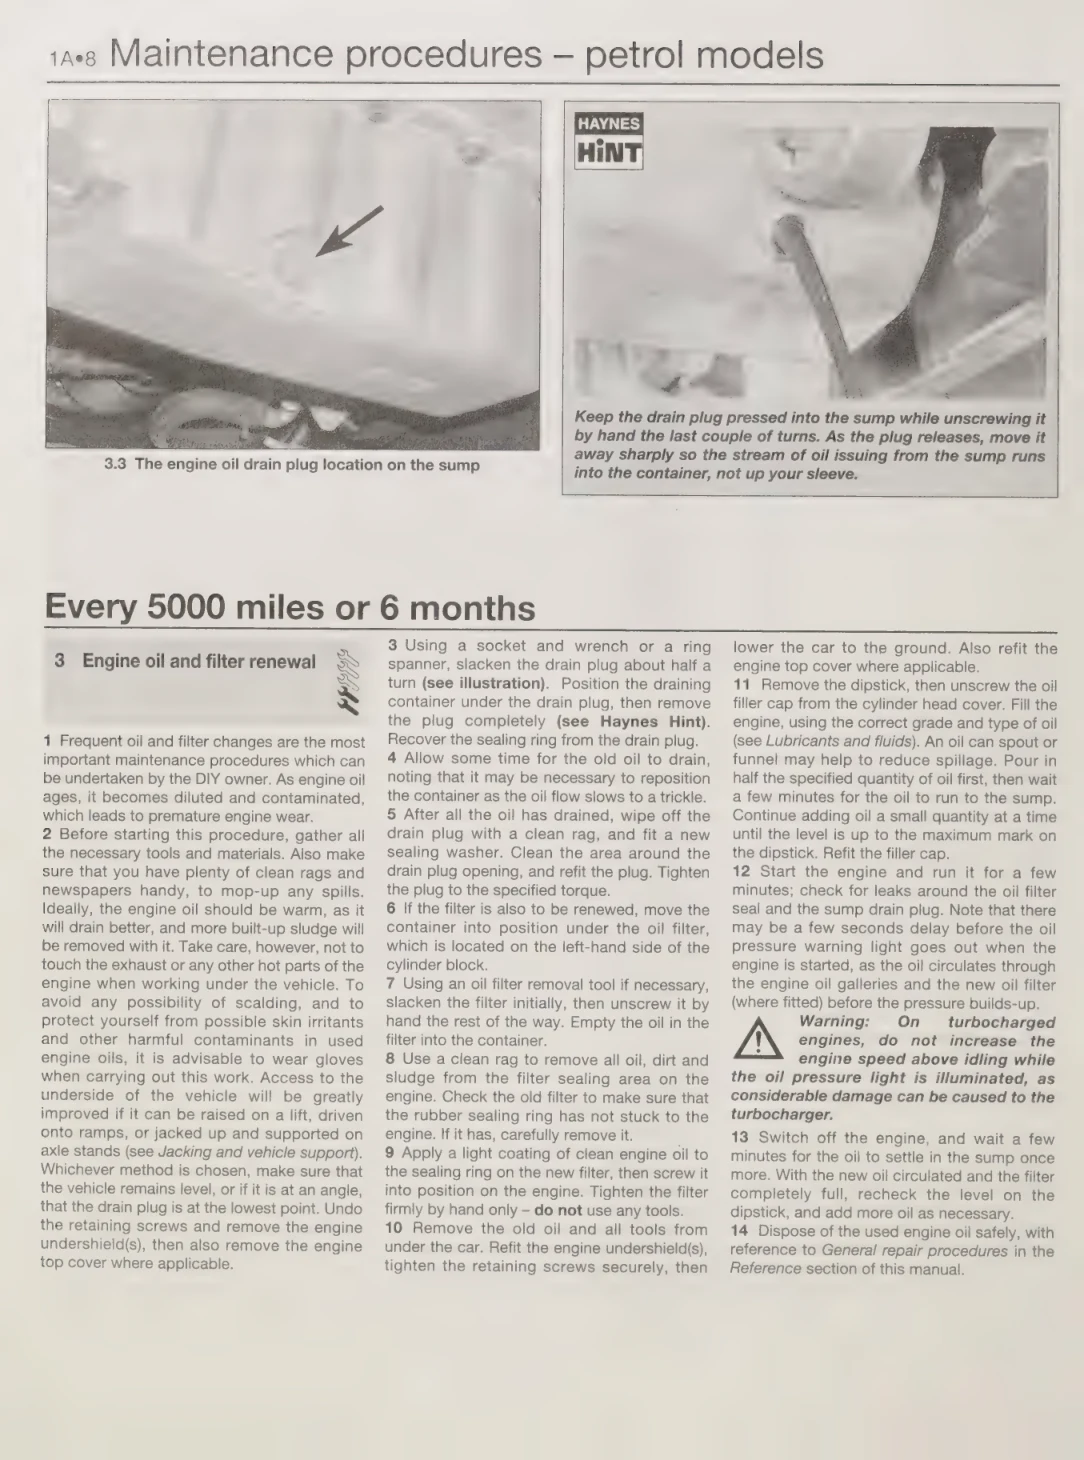 1A•8 Maintenance procedures – petrol models
3.3 The engine oil drain plug location on the sump
HAYNES
HiNT
Keep the drain plug pressed into the sump while unscrewing it
by hand the last couple of turns. As the plug releases, move it
away sharply so the stream of oil issuing from the sump runs
into the container, not up your sleeve.
Every 5000 miles or 6 months
3 Engine oil and filter renewal
1 Frequent oil and filter changes are the most
important maintenance procedures which can
be undertaken by the DIY owner. As engine oil
ages, it becomes diluted and contaminated,
which leads to premature engine wear.
2 Before starting this procedure, gather all
the necessary tools and materials. Also make
sure that you have plenty of clean rags and
newspapers handy, to mop-up any spills.
Ideally, the engine oil should be warm, as it
will drain better, and more built-up sludge will
be removed with it. Take care, however, not to
touch the exhaust or any other hot parts of the
engine when working under the vehicle. To
avoid any possibility of scalding, and to
protect yourself from possible skin irritants
and other harmful contaminants in used
engine oils, it is advisable to wear gloves
when carrying out this work. Access to the
underside of the vehicle will be greatly
improved if it can be raised on a lift, driven
onto ramps, or jacked up and supported on
axle stands (see Jacking and vehicle support).
Whichever method is chosen, make sure that
the vehicle remains level, or if it is at an angle,
that the drain plug is at the lowest point. Undo
the retaining screws and remove the engine
undershield(s), then also remove the engine
top cover where applicable.
3 Using a socket and wrench or a ring
spanner, slacken the drain plug about half a
turn (see illustration). Position the draining
container under the drain plug, then remove
the plug completely (see Haynes Hint).
Recover the sealing ring from the drain plug.
4 Allow some time for the old oil to drain,
noting that it may be necessary to reposition
the container as the oil flow slows to a trickle.
5 After all the oil has drained, wipe off the
drain plug with a clean rag, and fit a new
sealing washer. Clean the area around the
drain plug opening, and refit the plug. Tighten
the plug to the specified torque.
6 If the filter is also to be renewed, move the
container into position under the oil filter,
which is located on the left-hand side of the
cylinder block.
7 Using an oil filter removal tool if necessary,
slacken the filter initially, then unscrew it by
hand the rest of the way. Empty the oil in the
filter into the container.
8 Use a clean rag to remove all oil, dirt and
sludge from the filter sealing area on the
engine. Check the old filter to make sure that
the rubber sealing ring has not stuck to the
engine. If it has, carefully remove it.
9 Apply a light coating of clean engine oil to
the sealing ring on the new filter, then screw it
into position on the engine. Tighten the filter
firmly by hand only – do not use any tools.
10 Remove the old oil and all tools from
under the car. Refit the engine undershield(s),
tighten the retaining screws securely, then
lower the car to the ground. Also refit the
engine top cover where applicable.
11 Remove the dipstick, then unscrew the oil
filler cap from the cylinder head cover. Fill the
engine, using the correct grade and type of oil
(see Lubricants and fluids). An oil can spout or
funnel may help to reduce spillage. Pour in
half the specified quantity of oil first, then wait
a few minutes for the oil to run to the sump.
Continue adding oil a small quantity at a time
until the level is up to the maximum mark on
the dipstick. Refit the filler cap.
12 Start the engine and run it for a few
minutes; check for leaks around the oil filter
seal and the sump drain plug. Note that there
may be a few seconds delay before the oil
pressure warning light goes out when the
engine is started, as the oil circulates through
the engine oil galleries and the new oil filter
(where fitted) before the pressure builds-up.
Warning: On turbocharged
engines, do not increase the
engine speed above idling while
the oil pressure light is illuminated, as
considerable damage can be caused to the
turbocharger.
13 Switch off the engine, and wait a few
minutes for the oil to settle in the sump once
more. With the new oil circulated and the filter
completely full, recheck the level on the
dipstick, and add more oil as necessary.
14 Dispose of the used engine oil safely, with
reference to General repair procedures in the
Reference section of this manual.